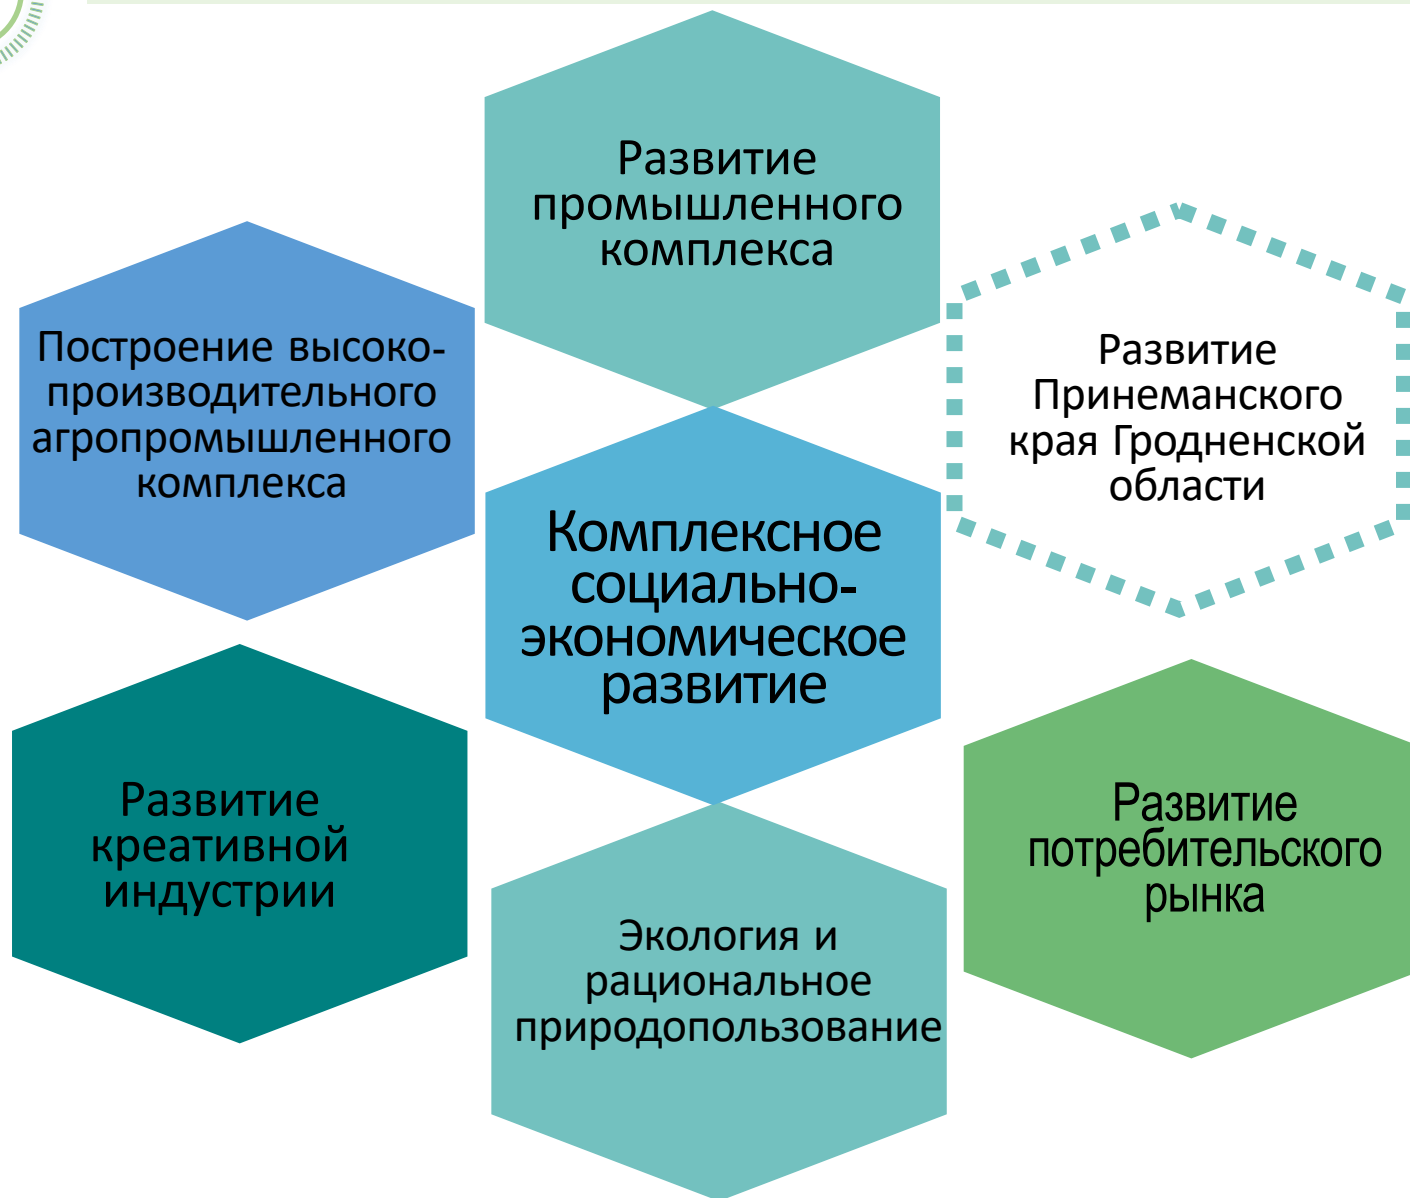 Развитие
промышленного
комплекса
Построение высоко-
производительного
агропромышленного
комплекса
Развитие
Принеманского
края Гродненской
области
Комплексное
социально-
экономическое
развитие
Развитие
креативной
индустрии
Развитие
потребительского
рынка
Экология и
рациональное
природопользование